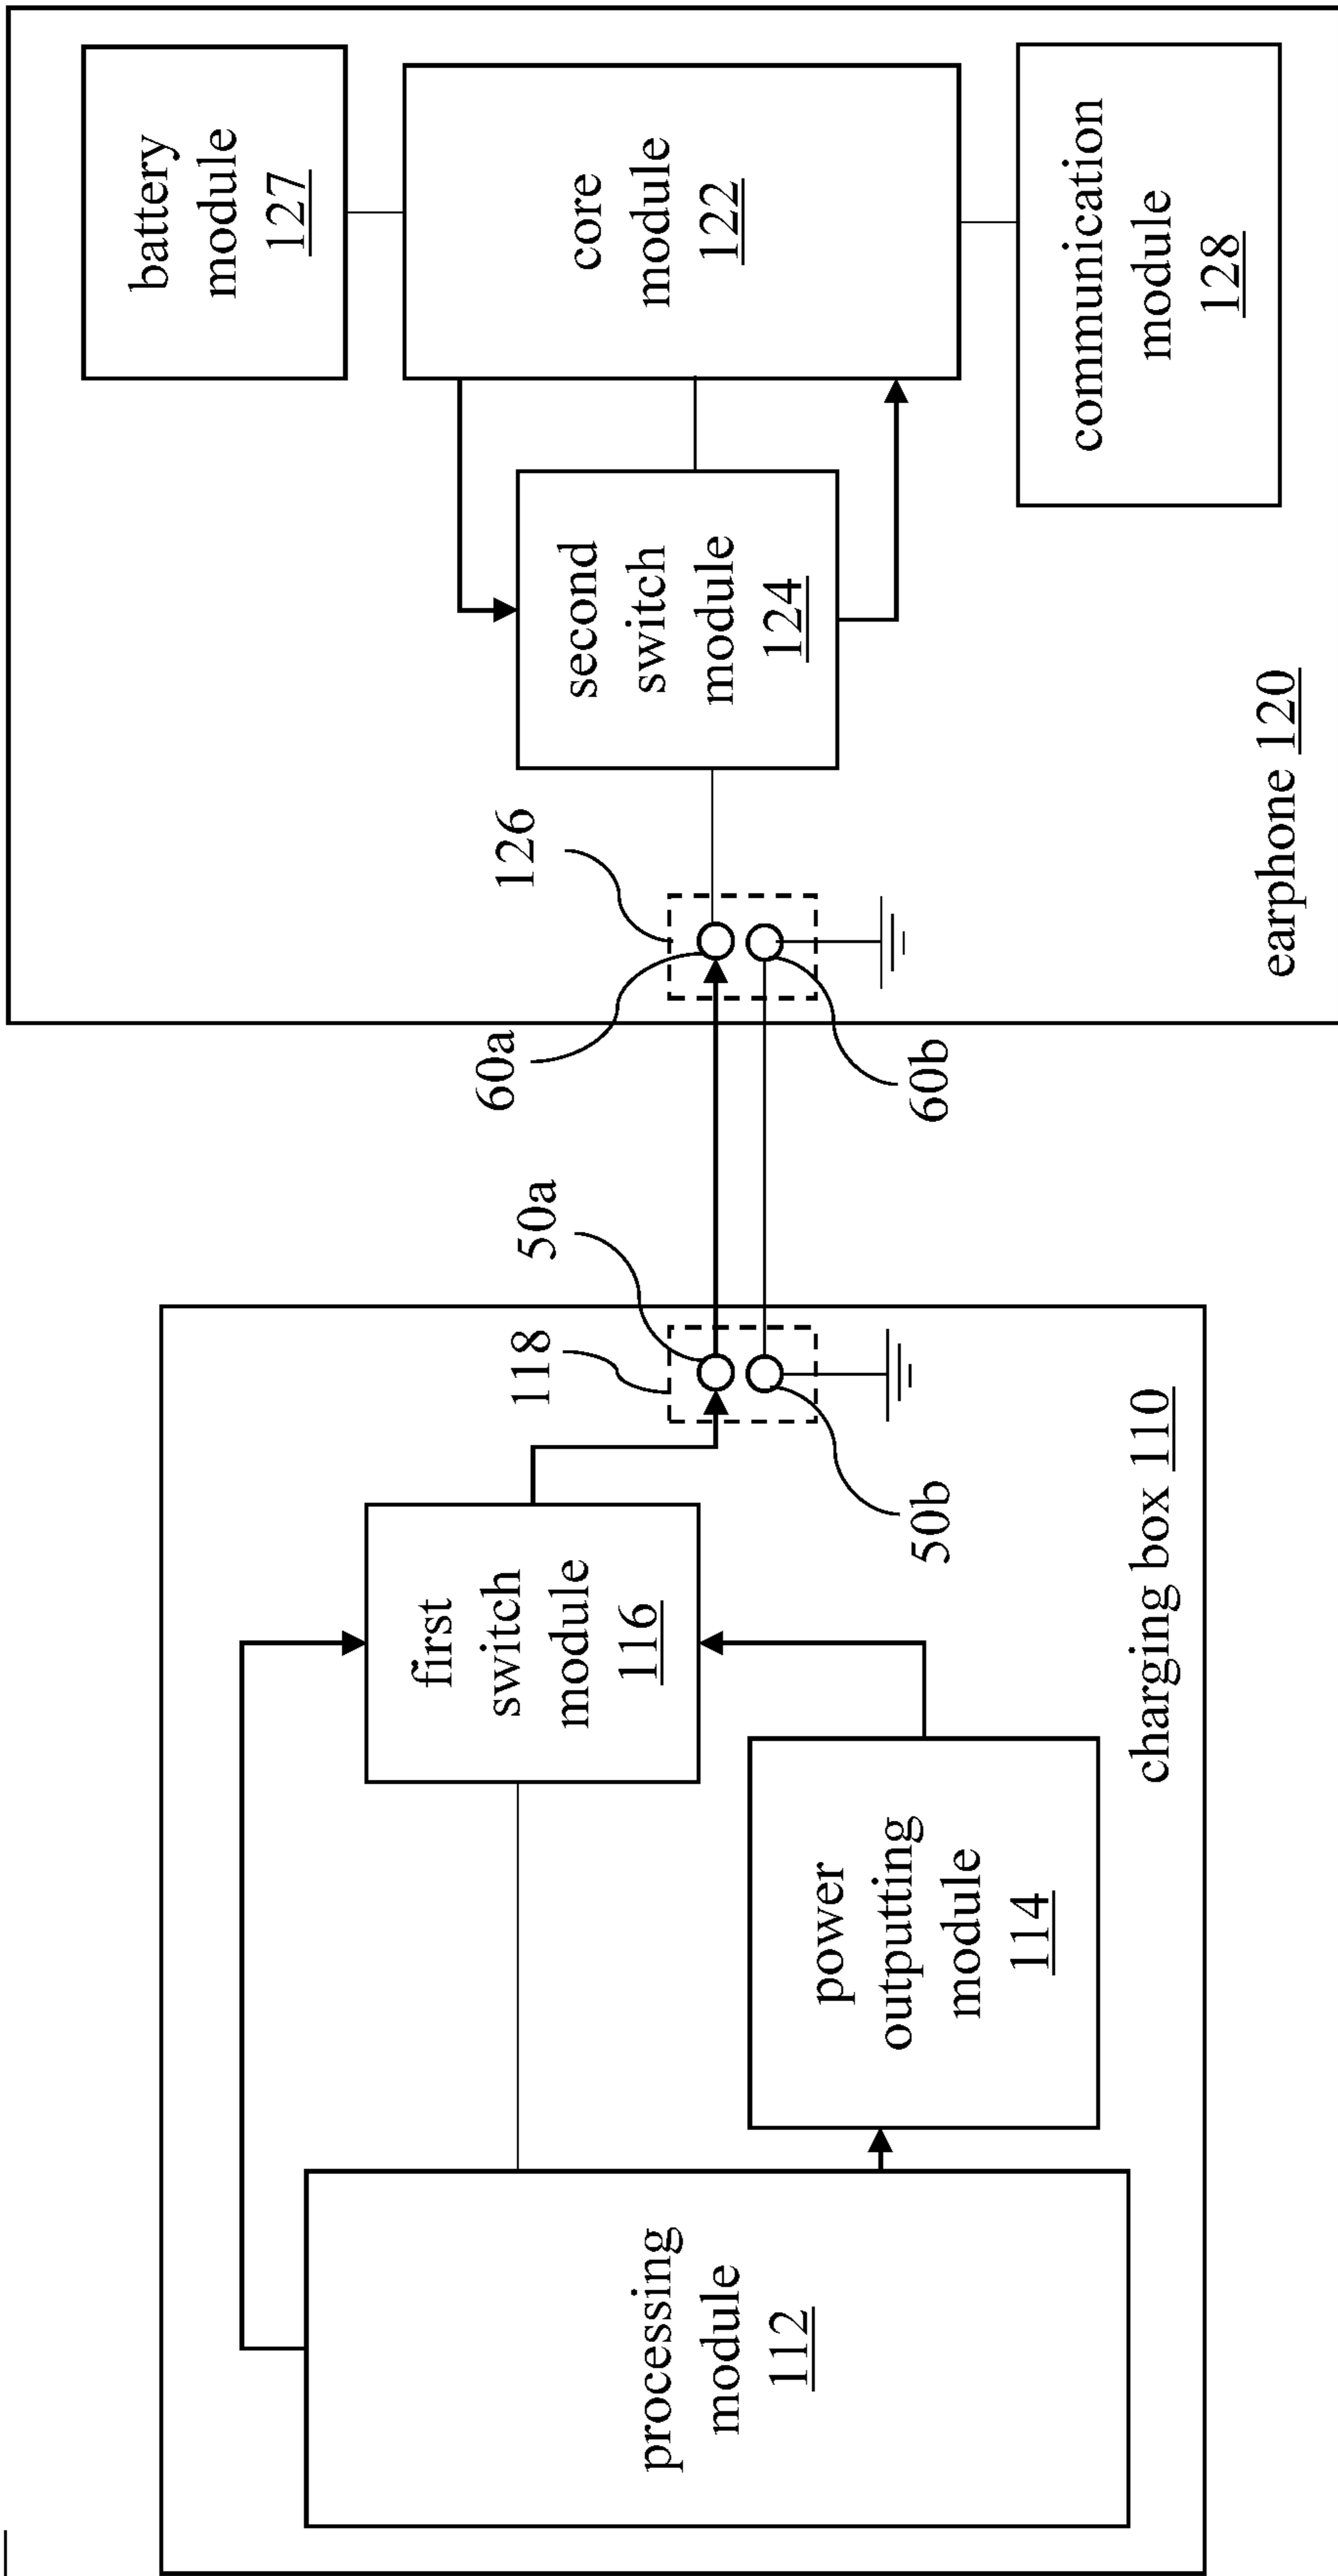 processing
module
112
power
outputting
module
114
first
switch
module
116
charging box 110
118
50a
50b
60a
60b
126
second
switch
module
124
core
module
122
battery
module
127
communication
module
128
earphone 120